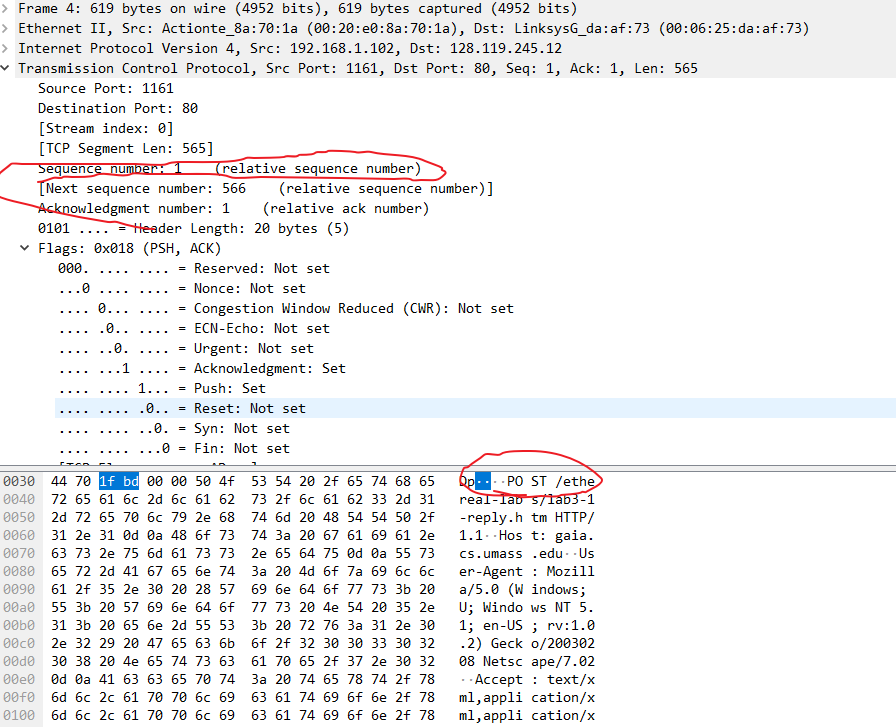 Frame 4: 619 bytes on wire (4952 bits), 619 bytes captured (4952 bits)
Ethernet II, Src: Actionte_8a:70:1a (00:20:e0:8a:70:1a), Dst: LinksysG_da:af:73 (00:06:25:da:af:73)
Internet Protocol Version 4, Src: 192.168.1.102, Dst: 128.119.245.12
Transmission Control Protocol, Src Port: 1161, Dst Port: 80, Seq: 1, Ack: 1, Len: 565
Source Port: 1161
Destination Port: 80
[Stream index: 0]
[TCP Segment Len: 565]
Sequence number: 1    (relative sequence number)
[Next sequence number: 566    (relative sequence number)]
Acknowledgment number: 1    (relative ack number)
0101 .... = Header Length: 20 bytes (5)
Flags: 0x018 (PSH, ACK)
000. .... .... = Reserved: Not set
...0 .... .... = Nonce: Not set
.... 0... .... = Congestion Window Reduced (CWR): Not set
.... .0.. .... = ECN-Echo: Not set
.... ..0. .... = Urgent: Not set
.... ...1 .... = Acknowledgment: Set
.... .... 1... = Push: Set
.... .... .0.. = Reset: Not set
.... .... ..0. = Syn: Not set
.... .... ...0 = Fin: Not set
0030 44 70 1f bd 00 00 50 4f 53 54 20 2f 65 74 68 65 Dp····PO ST /ethe
0040 72 65 61 6c 2d 6c 61 62 73 2f 6c 61 62 33 2d 31 real-lab s/lab3-1
0050 2d 72 65 70 6c 79 2e 68 74 6d 20 48 54 54 50 2f -reply.h tm HTTP/
0060 31 2e 31 0d 0a 48 6f 73 74 3a 20 67 61 69 61 2e 1.1··Hos t: gaia.
0070 63 73 2e 75 6d 61 73 73 2e 65 64 75 0d 0a 55 73 cs.umass .edu··Us
0080 65 72 2d 41 67 65 6e 74 3a 20 4d 6f 7a 69 6c 6c er-Agent : Mozill
0090 61 2f 35 2e 30 20 28 57 69 6e 64 6f 77 73 3b 20 a/5.0 (W indows;
00a0 55 3b 20 57 69 6e 64 6f 77 73 20 4e 54 20 35 2e U; Windo ws NT 5.
00b0 31 3b 20 65 6e 2d 55 53 3b 20 72 76 3a 31 2e 30 1; en-US ; rv:1.0
00c0 2e 32 29 20 47 65 63 6b 6f 2f 32 30 30 33 30 32 .2) Geck o/200302
00d0 30 38 20 4e 65 74 73 63 61 70 65 2f 37 2e 30 32 08 Netsc ape/7.02
00e0 0d 0a 41 63 63 65 70 74 3a 20 74 65 78 74 2f 78 ··Accept : text/x
00f0 6d 6c 2c 61 70 70 6c 69 63 61 74 69 6f 6e 2f 78 ml,appli cation/x
0100 6d 6c 2c 61 70 70 6c 69 63 61 74 69 6f 6e 2f 78 ml,appli cation/x